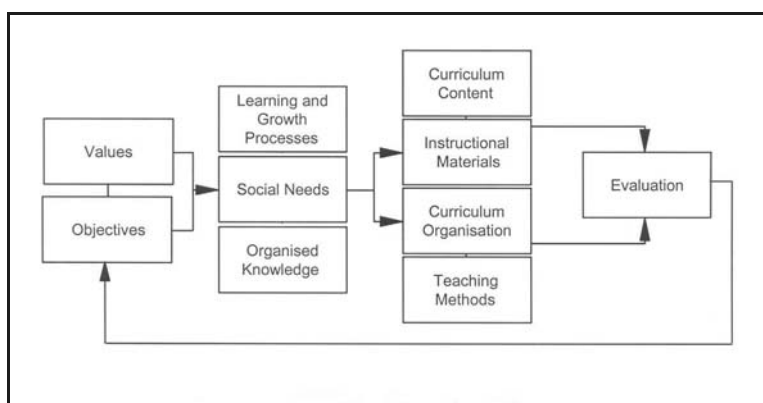 Values
Objectives
Learning and
Growth
Processes
Social Needs
Organised
Knowledge
Curriculum
Content
Instructional
Materials
Curriculum
Organisation
Teaching
Methods
Evaluation